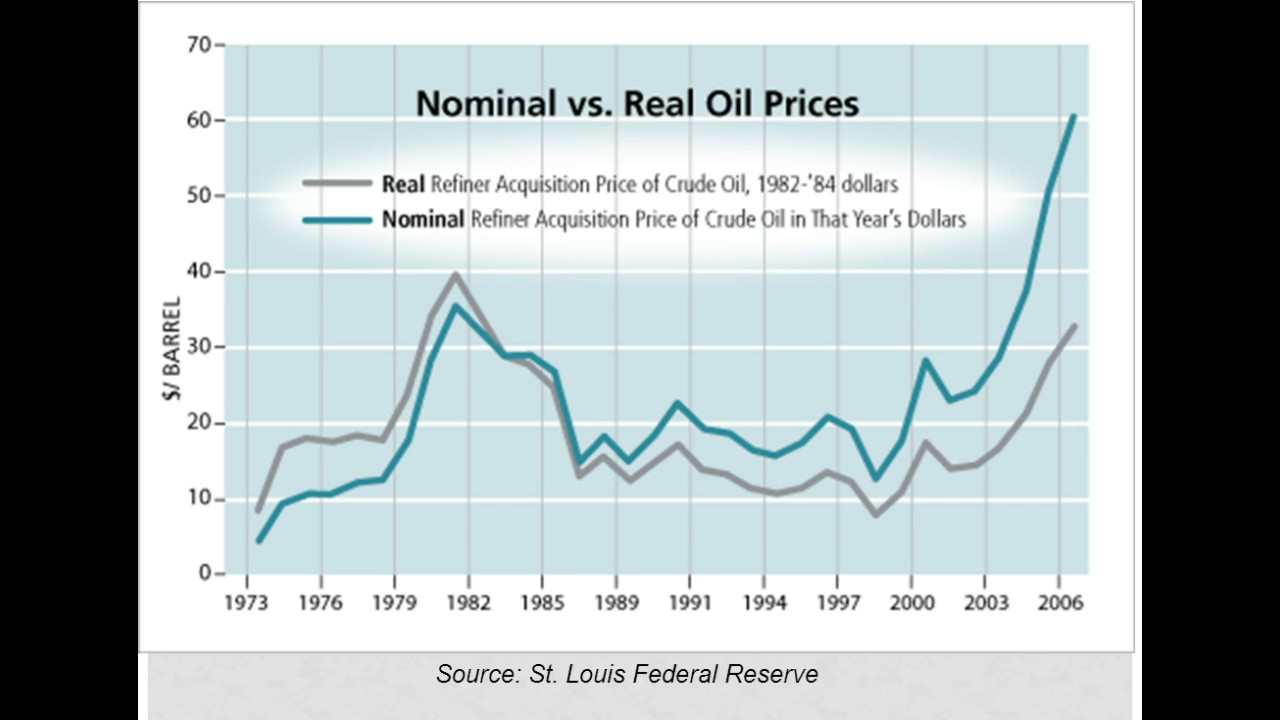 Nominal vs. Real Oil Prices
Real Refiner Acquisition Price of Crude Oil, 1982-'84 dollars
Nominal Refiner Acquisition Price of Crude Oil in That Year's Dollars
$/ BARREL
70
60
50
40
30
20
10
0
1973 1976 1979 1982 1985 1989 1991 1994 1997 2000 2003 2006
Source: St. Louis Federal Reserve